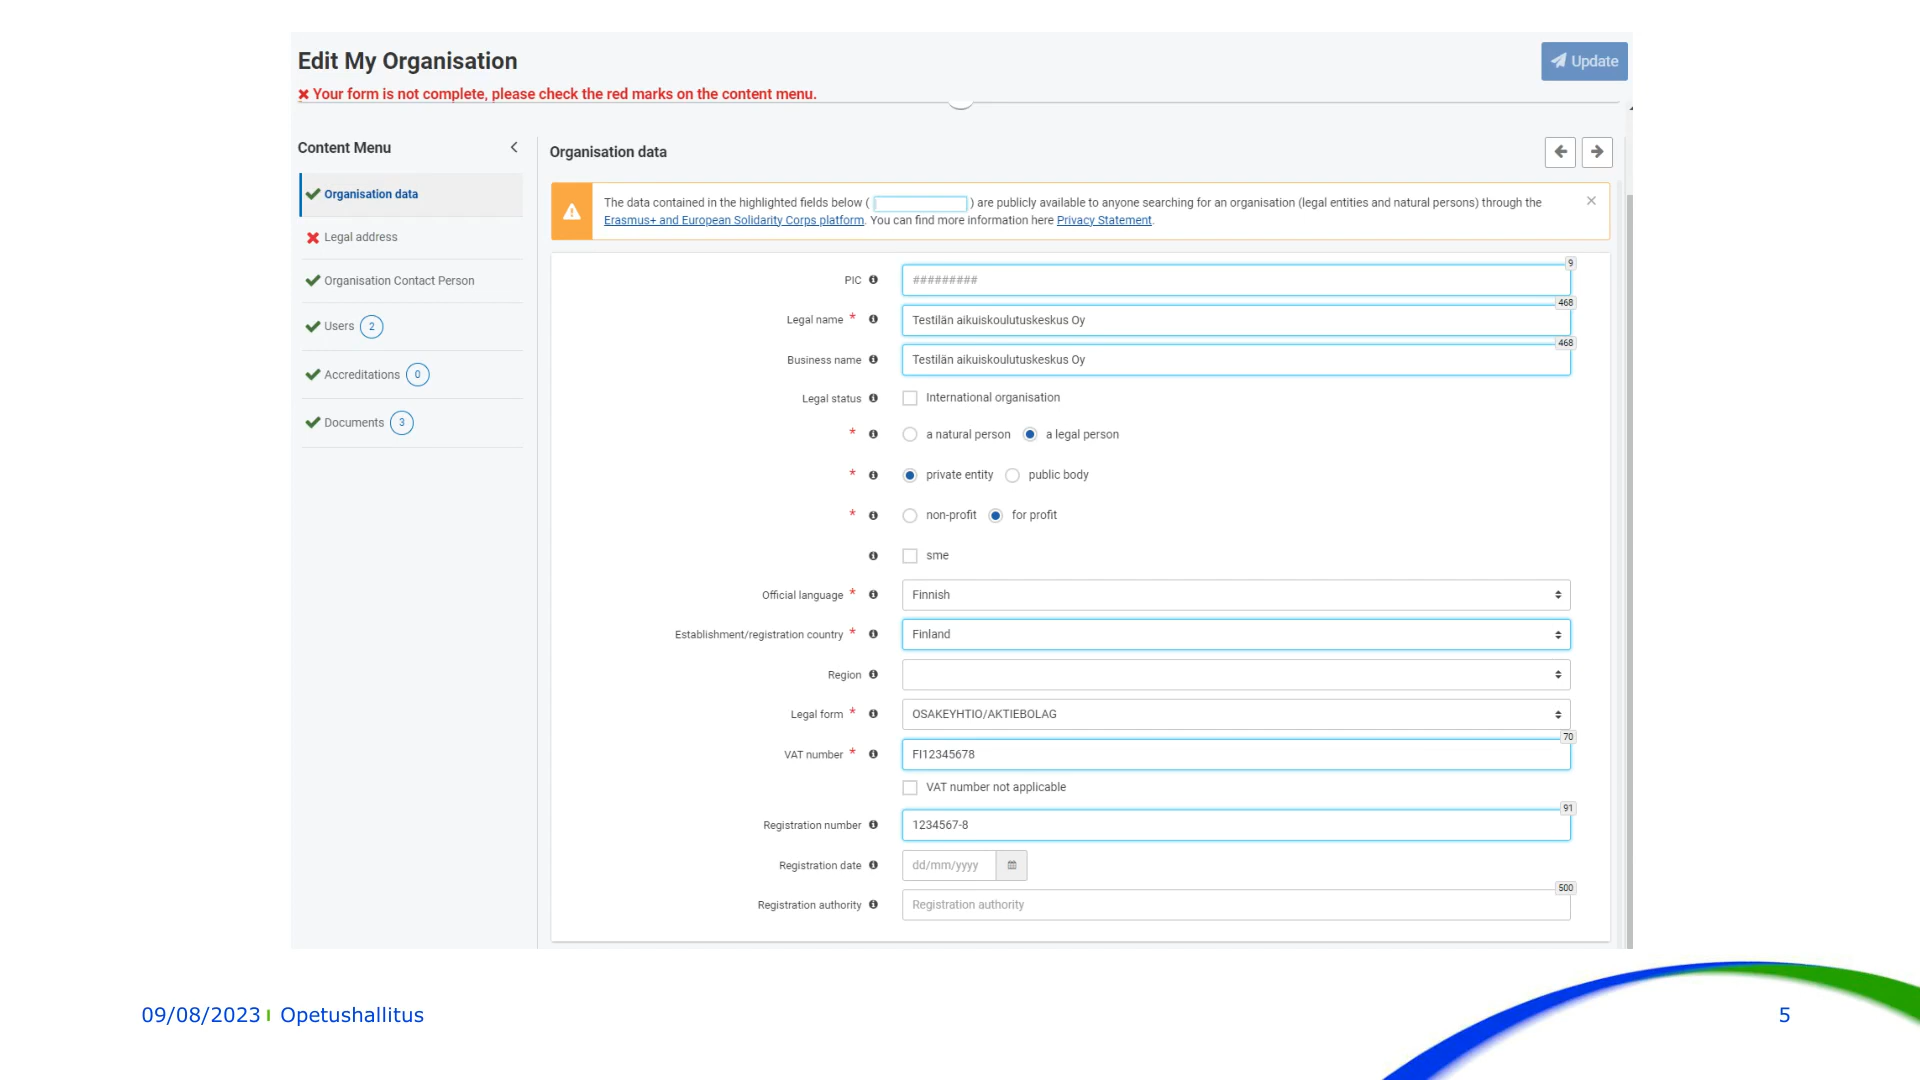 Edit My Organisation
Update
Your form is not complete, please check the red marks on the content menu.
Content Menu
Organisation data
Legal address
Organisation Contact Person
Users 2
Accreditations 0
Documents 3
Organisation data
The data contained in the highlighted fields below ( ) are publicly available to anyone searching for an organisation (legal entities and natural persons) through the
Erasmus+ and European Solidarity Corps platform. You can find more information here Privacy Statement.
PIC ######### 9
Legal name * Testilän aikuiskoulutuskeskus Oy 468
Business name Testilän aikuiskoulutuskeskus Oy 468
Legal status International organisation
* a natural person a legal person
* private entity public body
* non-profit for profit
sme
Official language * Finnish
Establishment/registration country * Finland
Region
Legal form * OSAKEYHTIO/AKTIEBOLAG
VAT number * FI12345678 70
VAT number not applicable
Registration number 1234567-8 91
Registration date dd/mm/yyyy
Registration authority Registration authority 500
09/08/2023 Opetushallitus 5